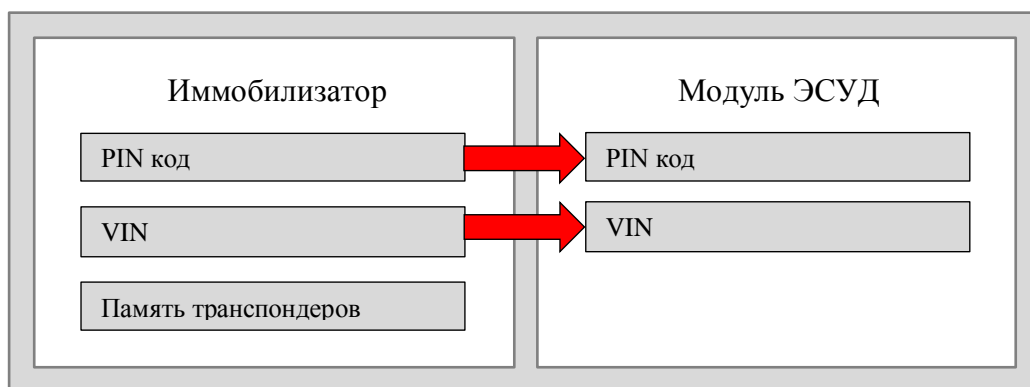 Иммобилизатор
PIN код
VIN
Память транспондеров
Модуль ЭСУД
PIN код
VIN